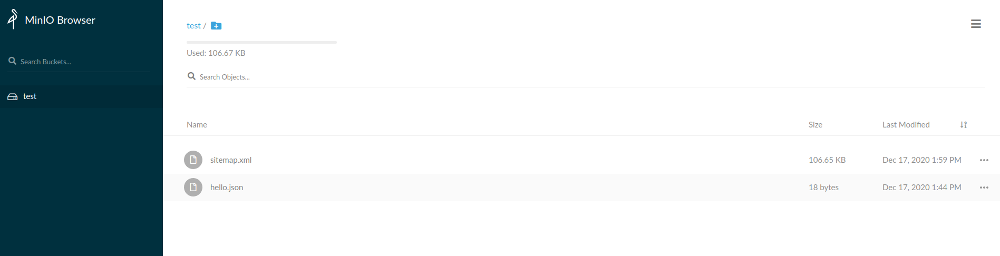 MinIO Browser
Search Buckets...
test
test /
Used: 106.67 KB
Search Objects...
Name Size Last Modified
sitemap.xml 106.65 KB Dec 17, 2020 1:59 PM
hello.json 18 bytes Dec 17, 2020 1:44 PM